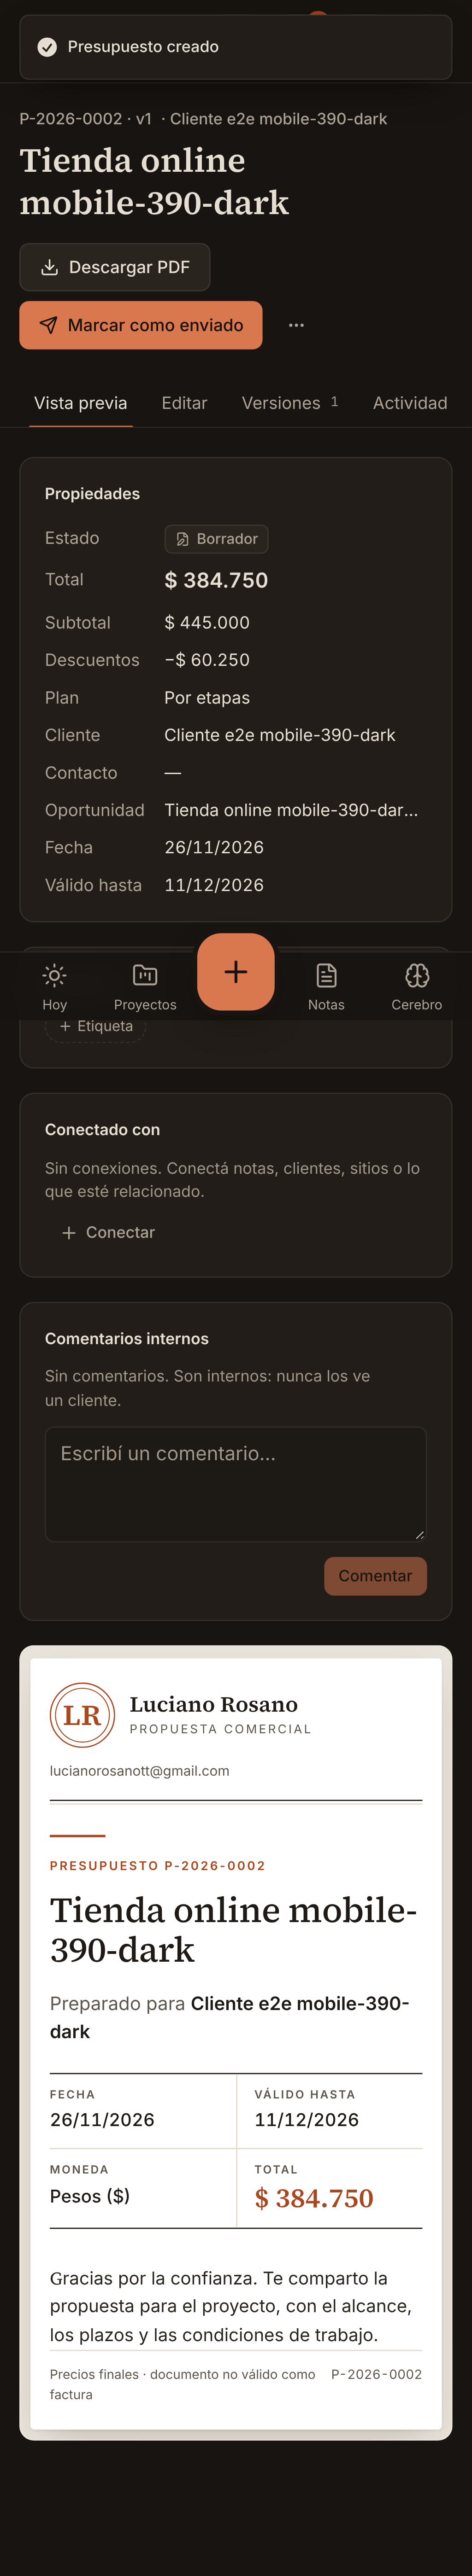 Presupuesto creado
P-2026-0002 · v1 · Cliente e2e mobile-390-dark
Tienda online
mobile-390-dark
Descargar PDF
Marcar como enviado
Vista previa
Editar
Versiones 1
Actividad
Propiedades
Estado Borrador
Total $ 384.750
Subtotal $ 445.000
Descuentos −$ 60.250
Plan Por etapas
Cliente Cliente e2e mobile-390-dark
Contacto —
Oportunidad Tienda online mobile-390-dar…
Fecha 26/11/2026
Válido hasta 11/12/2026
Hoy
Proyectos
Notas
Cerebro
+ Etiqueta
Conectado con
Sin conexiones. Conectá notas, clientes, sitios o lo
que esté relacionado.
+ Conectar
Comentarios internos
Sin comentarios. Son internos: nunca los ve
un cliente.
Escribí un comentario…
Comentar
LR
Luciano Rosano
PROPUESTA COMERCIAL
lucianorosanott@gmail.com
PRESUPUESTO P-2026-0002
Tienda online mobile-
390-dark
Preparado para Cliente e2e mobile-390-
dark
FECHA
26/11/2026
VÁLIDO HASTA
11/12/2026
MONEDA
Pesos ($)
TOTAL
$ 384.750
Gracias por la confianza. Te comparto la
propuesta para el proyecto, con el alcance,
los plazos y las condiciones de trabajo.
Precios finales · documento no válido como
factura
P-2026-0002